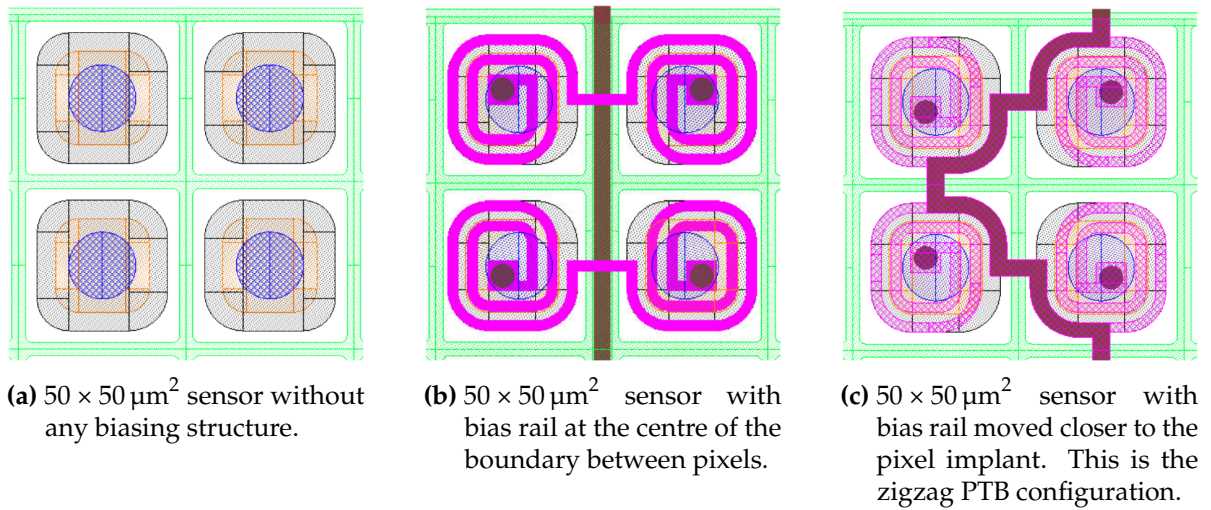 (a) 50 × 50 µm² sensor without
any biasing structure.
(b) 50 × 50 µm² sensor with
bias rail at the centre of the
boundary between pixels.
(c) 50 × 50 µm² sensor with
bias rail moved closer to the
pixel implant. This is the
zigzag PTB configuration.